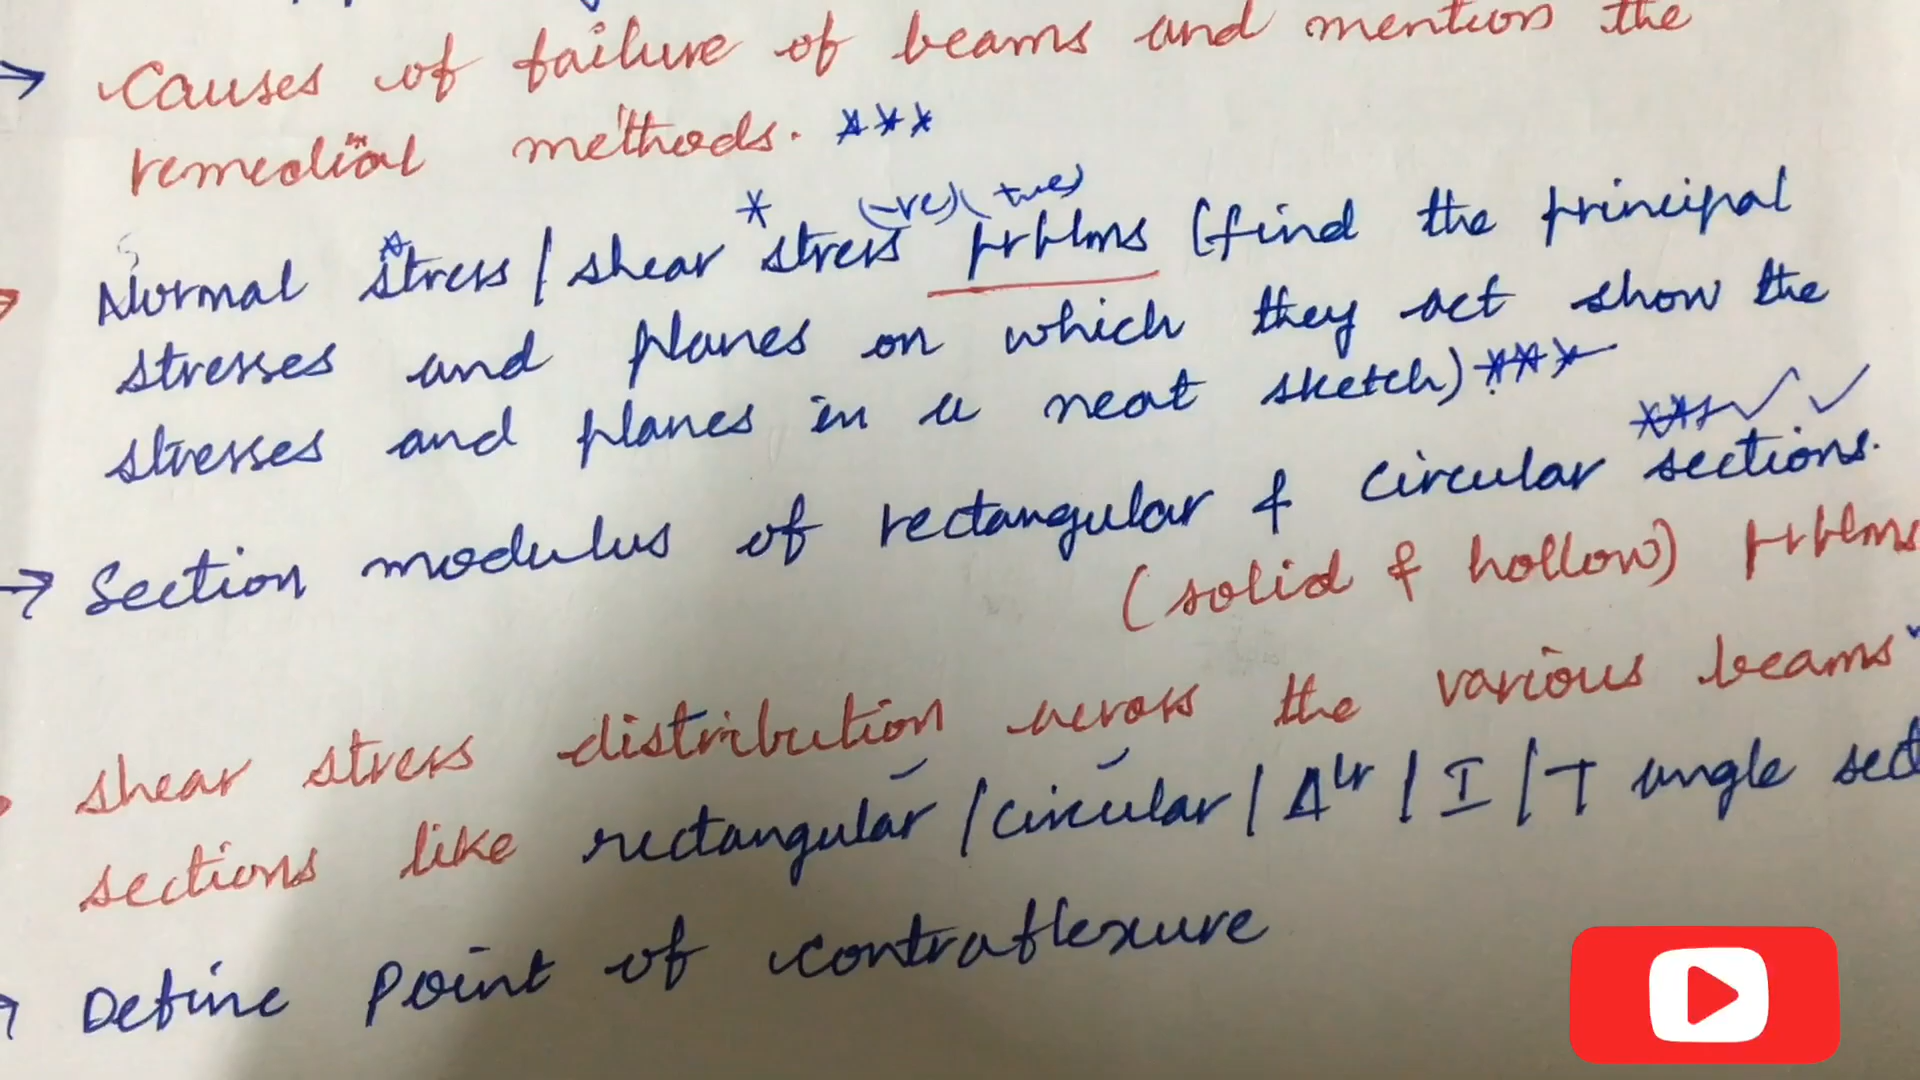 → Causes of failure of beams and mention the
remedial methods. ***
(-ve) (+ve)
Normal stress / shear stress prblms (find the principal
stresses and planes on which they act show the
stresses and planes in a neat sketch) ***
→ Section modulus of rectangular & circular sections.
(solid & hollow) prblms
shear stress distribution across the various beams
sections like rectangular / circular / Δlr / I / T angle sect
Define Point of contraflexure